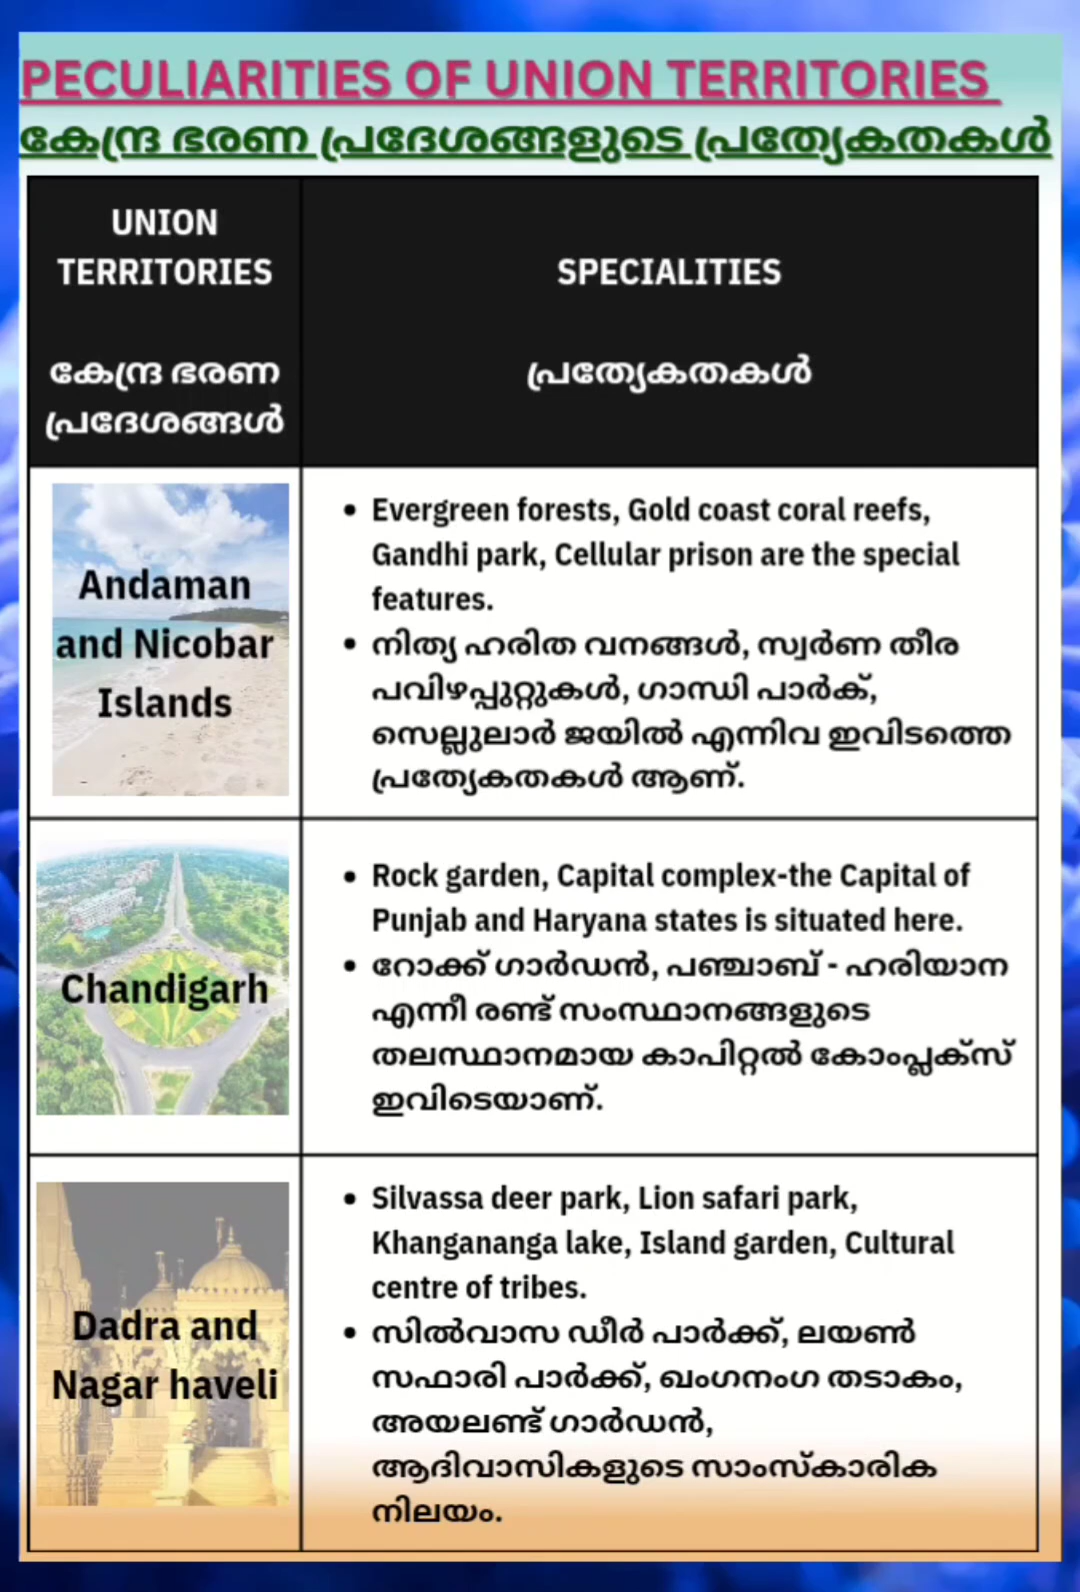 PECULIARITIES OF UNION TERRITORIES
കേന്ദ്ര ഭരണ പ്രദേശങ്ങളുടെ പ്രത്യേകതകൾ
UNION
TERRITORIES
കേന്ദ്ര ഭരണ
പ്രദേശങ്ങൾ
SPECIALITIES
പ്രത്യേകതകൾ
Andaman
and Nicobar
Islands
• Evergreen forests, Gold coast coral reefs,
Gandhi park, Cellular prison are the special
features.
• നിത്യ ഹരിത വനങ്ങൾ, സ്വർണ തീര
പവിഴപ്പുറ്റുകൾ, ഗാന്ധി പാർക്,
സെല്ലുലാർ ജയിൽ എന്നിവ ഇവിടത്തെ
പ്രത്യേകതകൾ ആണ്.
Chandigarh
• Rock garden, Capital complex-the Capital of
Punjab and Haryana states is situated here.
• റോക്ക് ഗാർഡൻ, പഞ്ചാബ് - ഹരിയാന
എന്നീ രണ്ട് സംസ്ഥാനങ്ങളുടെ
തലസ്ഥാനമായ കാപിറ്റൽ കോംപ്ലക്സ്
ഇവിടെയാണ്.
Dadra and
Nagar haveli
• Silvassa deer park, Lion safari park,
Khangananga lake, Island garden, Cultural
centre of tribes.
• സിൽവാസ ഡീർ പാർക്ക്, ലയൺ
സഫാരി പാർക്ക്, ഖംഗനംഗ തടാകം,
അയലണ്ട് ഗാർഡൻ,
ആദിവാസികളുടെ സാംസ്കാരിക
നിലയം.